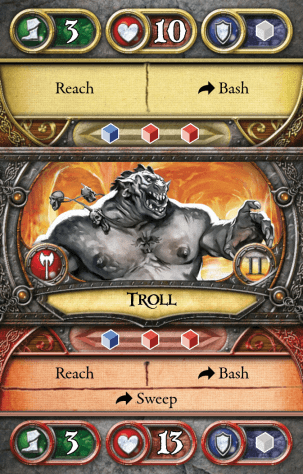 3 10
Reach Bash
TROLL
II
Reach Bash
Sweep
3 13